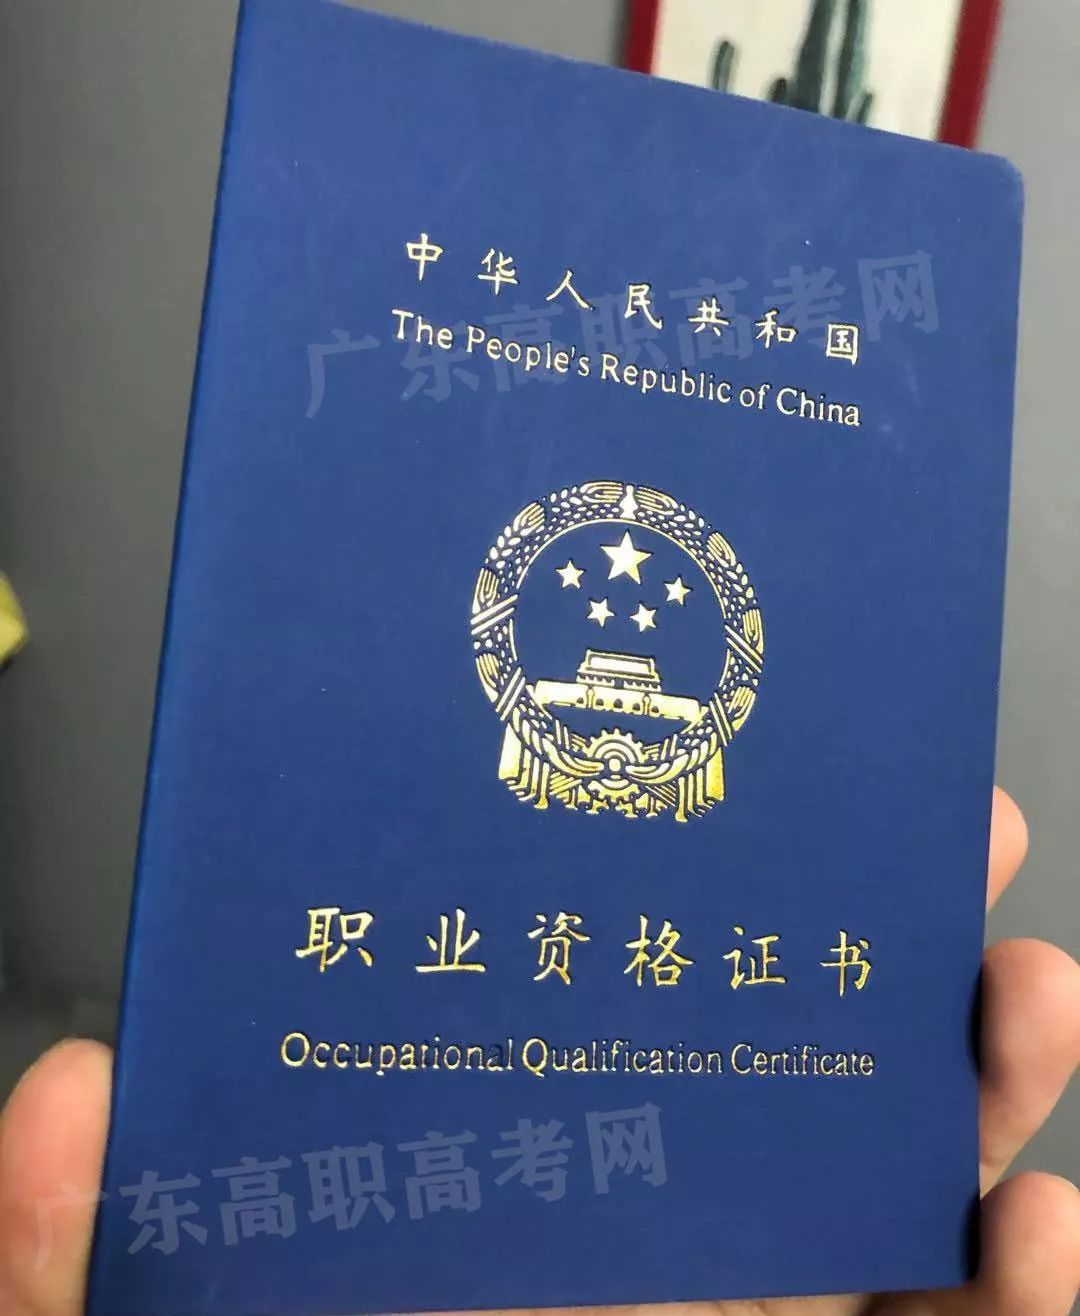 中华人民共和国
The People's Republic of China
广东高职高考网
职业资格证书
Occupational Qualification Certificate
广东高职高考网